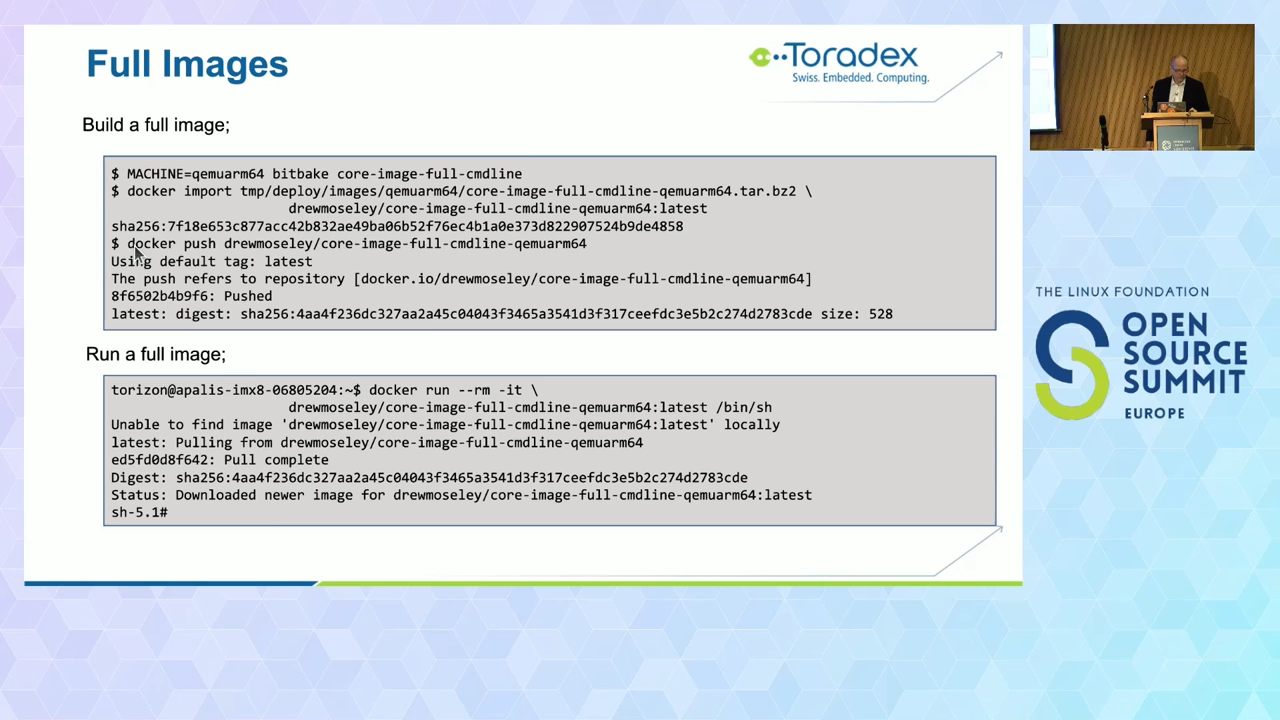 Full Images
Toradex
Swiss. Embedded. Computing.
Build a full image;
$ MACHINE=qemuarm64 bitbake core-image-full-cmdline
$ docker import tmp/deploy/images/qemuarm64/core-image-full-cmdline-qemuarm64.tar.bz2 \
drewmoseley/core-image-full-cmdline-qemuarm64:latest
sha256:7f18e653c877acc42b832ae49ba06b52f76ec4b1a0e373d822907524b9de4858
$ docker push drewmoseley/core-image-full-cmdline-qemuarm64
Using default tag: latest
The push refers to repository [docker.io/drewmoseley/core-image-full-cmdline-qemuarm64]
8f6502b4b9f6: Pushed
latest: digest: sha256:4aa4f236dc327aa2a45c04043f3465a3541d3f317ceefdc3e5b2c274d2783cde size: 528
Run a full image;
torizon@apalis-imx8-06805204:~$ docker run --rm -it \
drewmoseley/core-image-full-cmdline-qemuarm64:latest /bin/sh
Unable to find image 'drewmoseley/core-image-full-cmdline-qemuarm64:latest' locally
latest: Pulling from drewmoseley/core-image-full-cmdline-qemuarm64
ed5fd0d8f642: Pull complete
Digest: sha256:4aa4f236dc327aa2a45c04043f3465a3541d3f317ceefdc3e5b2c274d2783cde
Status: Downloaded newer image for drewmoseley/core-image-full-cmdline-qemuarm64:latest
sh-5.1#
THE LINUX FOUNDATION
OPEN
SOURCE
SUMMIT
EUROPE